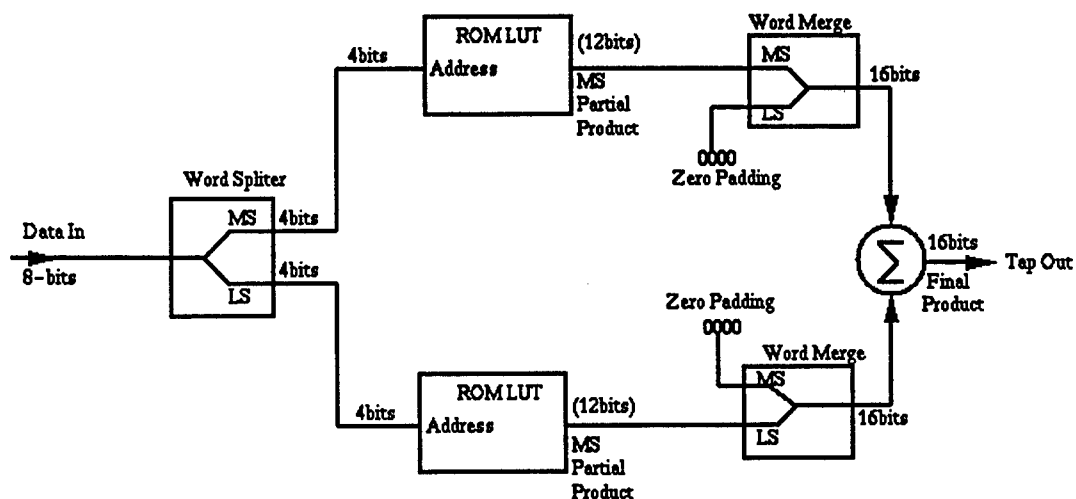 Word Merge
ROM LUT
(12bits)
4bits
Address
MS
16bits
MS
Partial
Product
LS
0000
Zero Padding
Word Spliter
MS
4bits
Data In
8-bits
4bits
LS
Σ
16bits
Tap Out
Final
Product
Zero Padding
0000
Word Merge
MS
ROM LUT
(12bits)
4bits
Address
LS
16bits
MS
Partial
Product